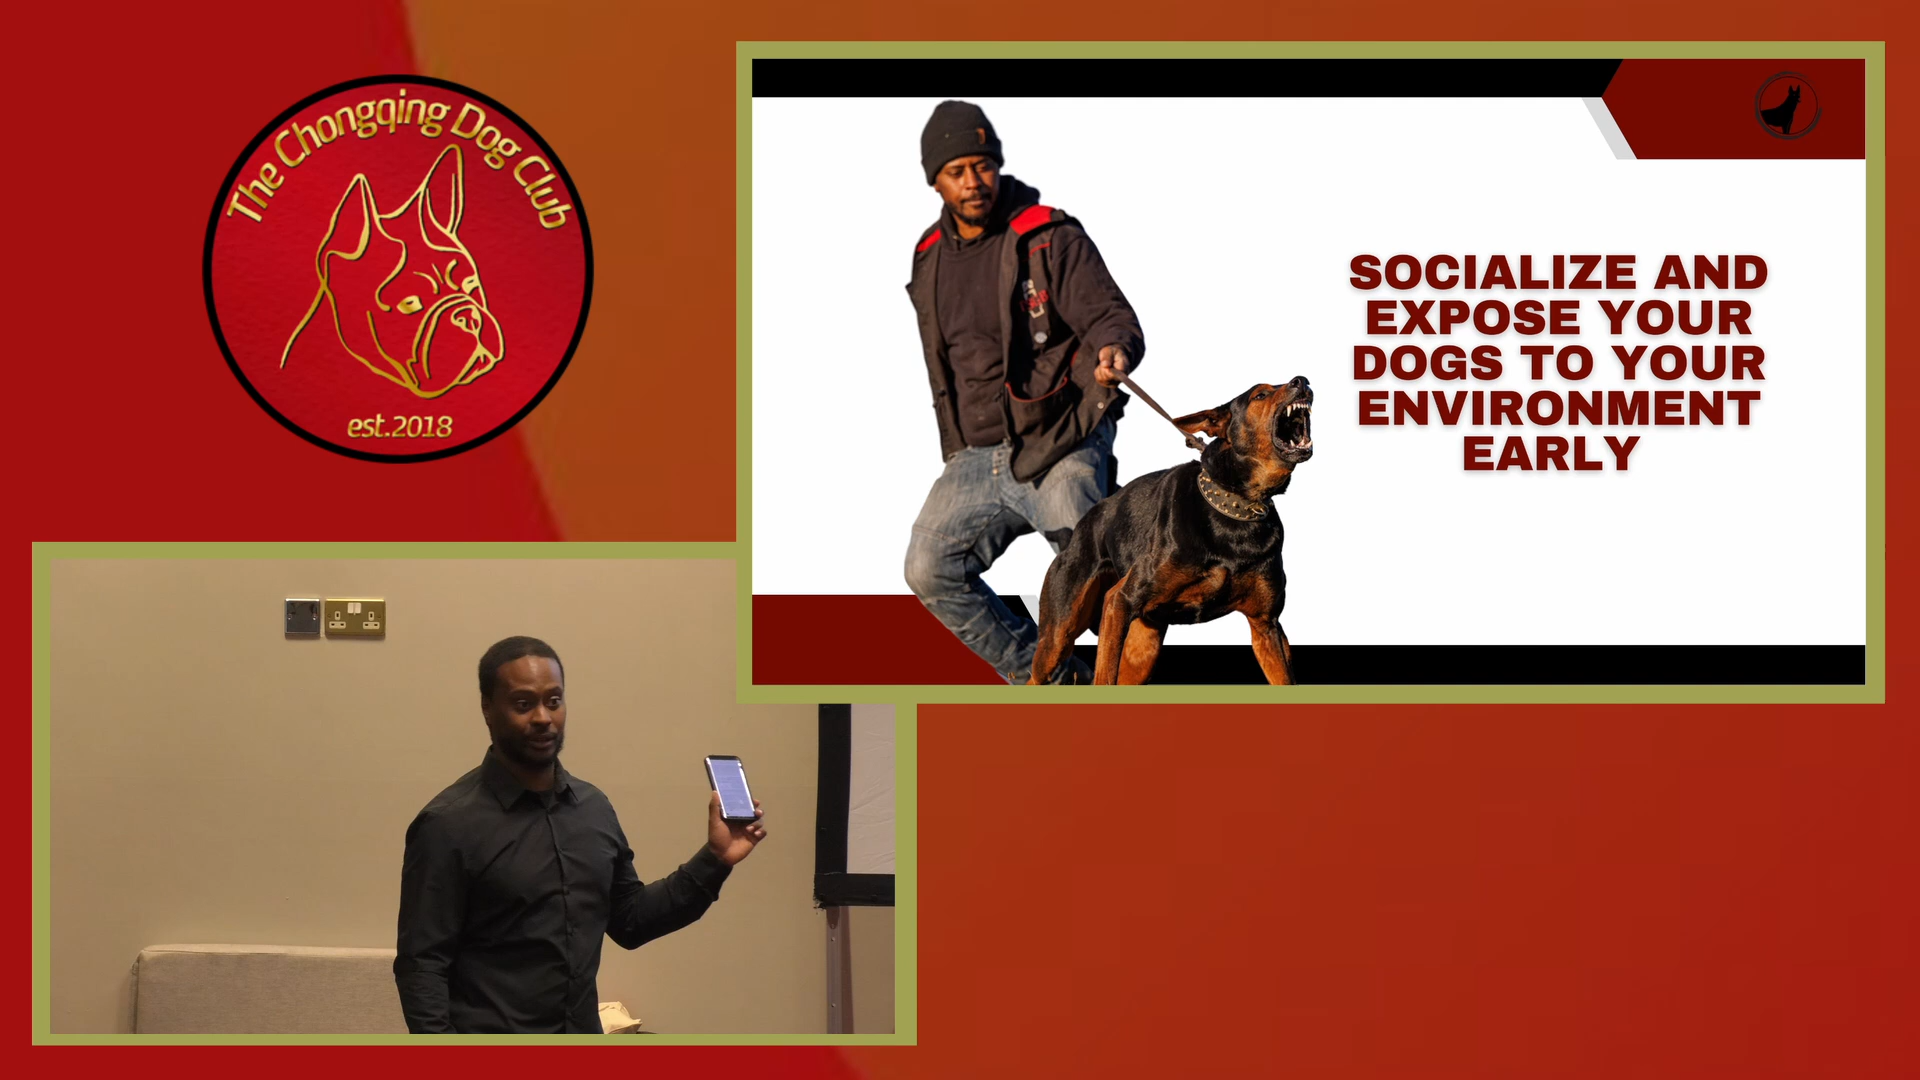 The Chongqing Dog Club
est.2018
SOCIALIZE AND
EXPOSE YOUR
DOGS TO YOUR
ENVIRONMENT
EARLY